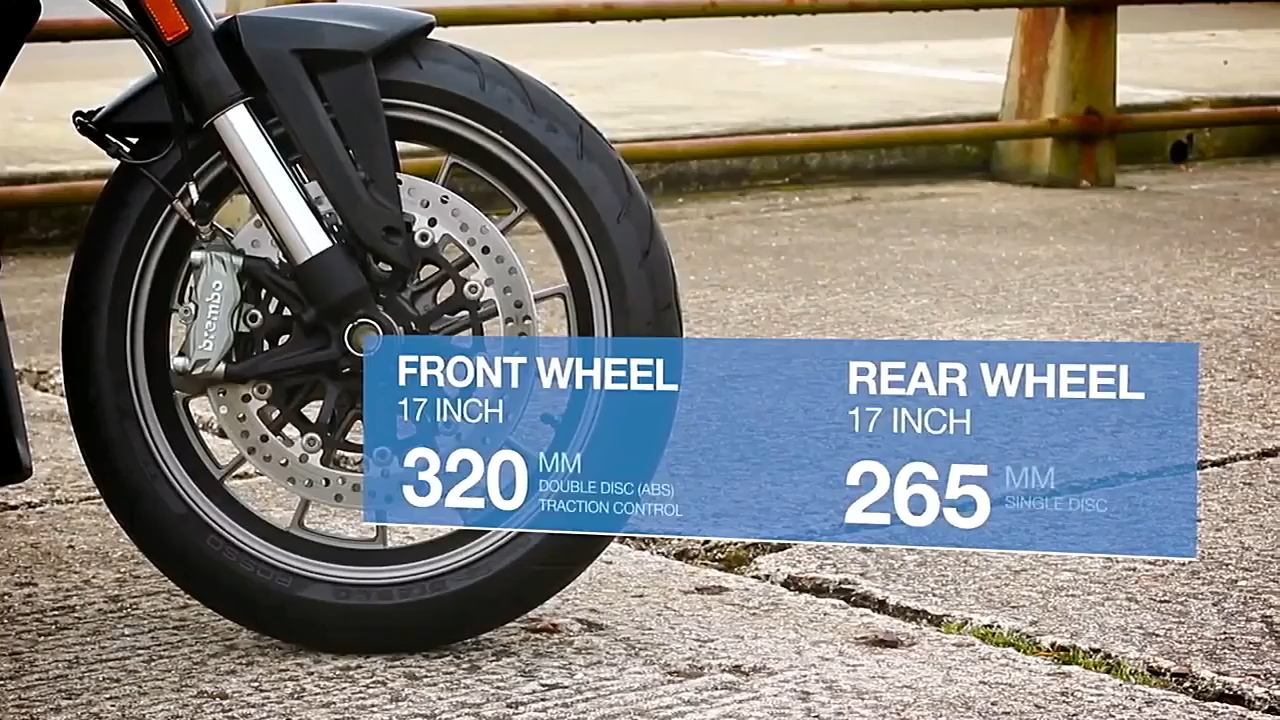 brembo
FRONT WHEEL
17 INCH
320 MM
DOUBLE DISC (ABS)
TRACTION CONTROL
REAR WHEEL
17 INCH
265 MM
SINGLE DISC